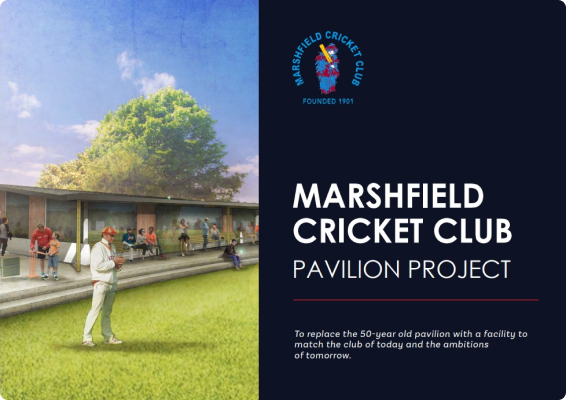 MARSHFIELD CRICKET CLUB
FOUNDED 1901
MARSHFIELD
CRICKET CLUB
PAVILION PROJECT
To replace the 50-year old pavilion with a facility to
match the club of today and the ambitions
of tomorrow.